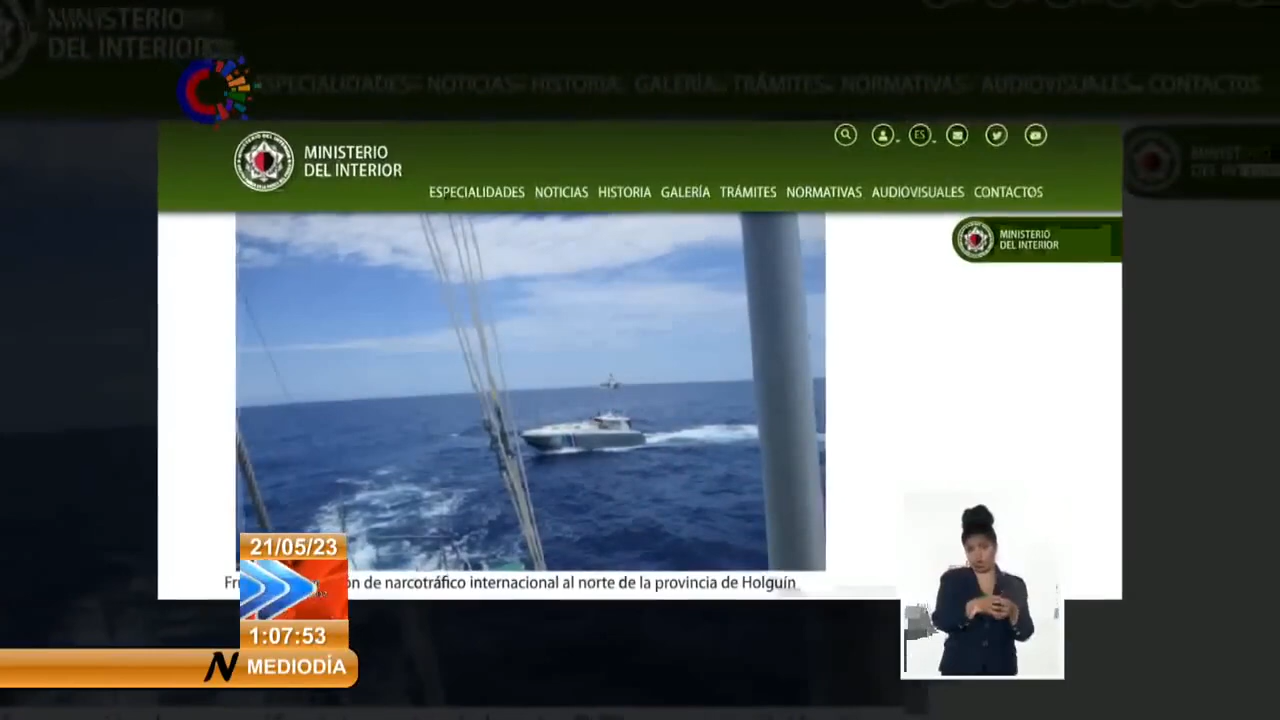 MINISTERIO
DEL INTERIOR
ESPECIALIDADES NOTICIAS HISTORIA GALERÍA TRÁMITES NORMATIVAS AUDIOVISUALES CONTACTOS
MINISTERIO
DEL INTERIOR
ES
ESPECIALIDADES NOTICIAS HISTORIA GALERÍA TRÁMITES NORMATIVAS AUDIOVISUALES CONTACTOS
MINISTERIO
DEL INTERIOR
de narcotráfico internacional al norte de la provincia de Holguín
21/05/23
1:07:53
N MEDIODÍA